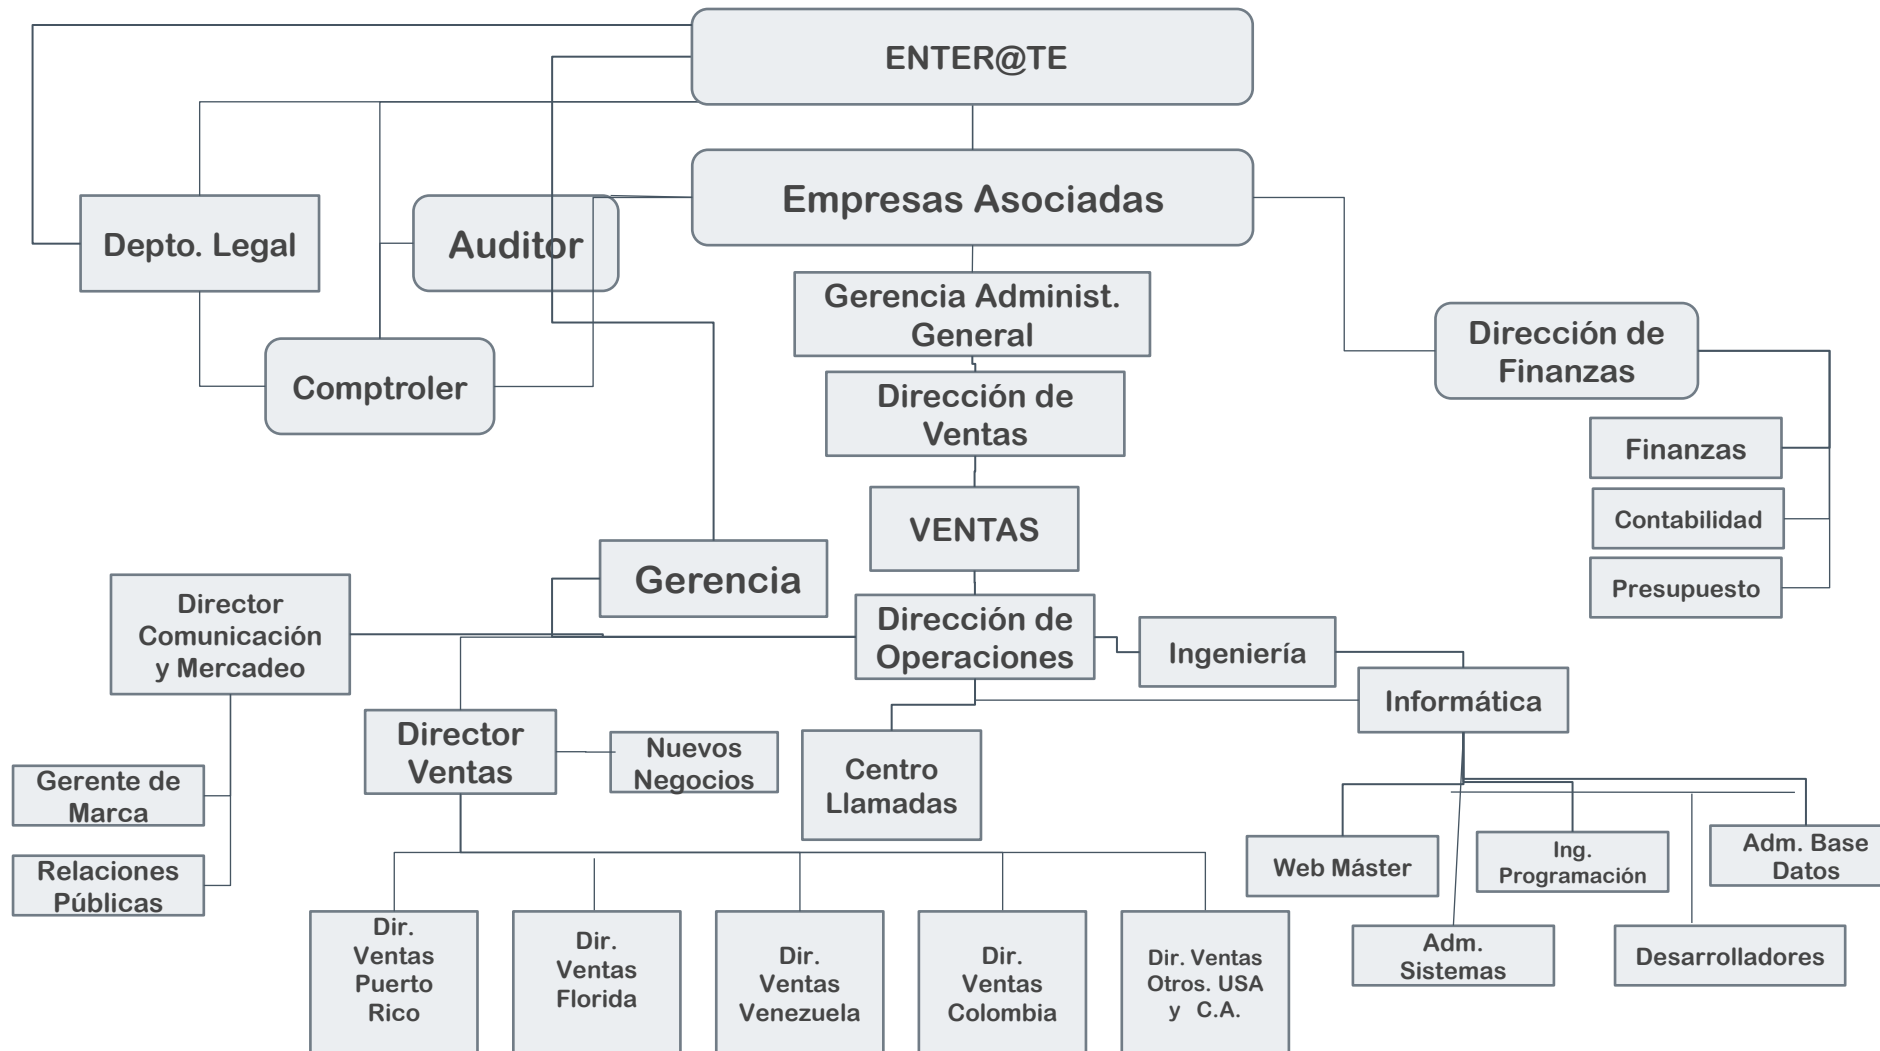 ENTER@TE
Empresas Asociadas
Depto. Legal
Auditor
Gerencia Administ.
General
Dirección de
Finanzas
Comptroler
Dirección de
Ventas
Finanzas
VENTAS
Contabilidad
Gerencia
Presupuesto
Director
Comunicación
y Mercadeo
Dirección de
Operaciones
Ingeniería
Informática
Director
Ventas
Nuevos
Negocios
Centro
Llamadas
Gerente de
Marca
Relaciones
Públicas
Web Máster
Ing.
Programación
Adm. Base
Datos
Dir.
Ventas
Puerto
Rico
Dir.
Ventas
Florida
Dir.
Ventas
Venezuela
Dir.
Ventas
Colombia
Dir. Ventas
Otros. USA
y C.A.
Adm.
Sistemas
Desarrolladores